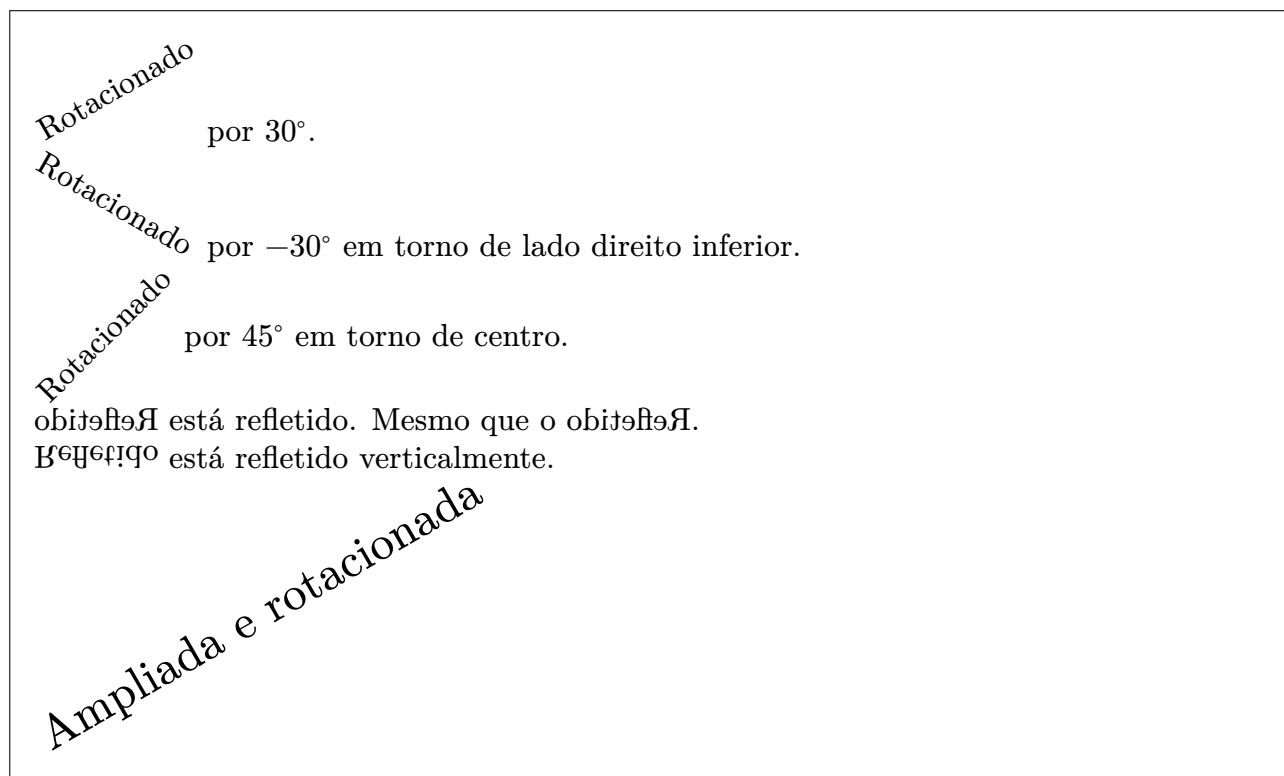 Rotacionado por 30°.
Rotacionado por −30° em torno de lado direito inferior.
Rotacionado por 45° em torno de centro.
Refletido está refletido. Mesmo que o Refletido.
Refletido está refletido verticalmente.
Ampliada e rotacionada